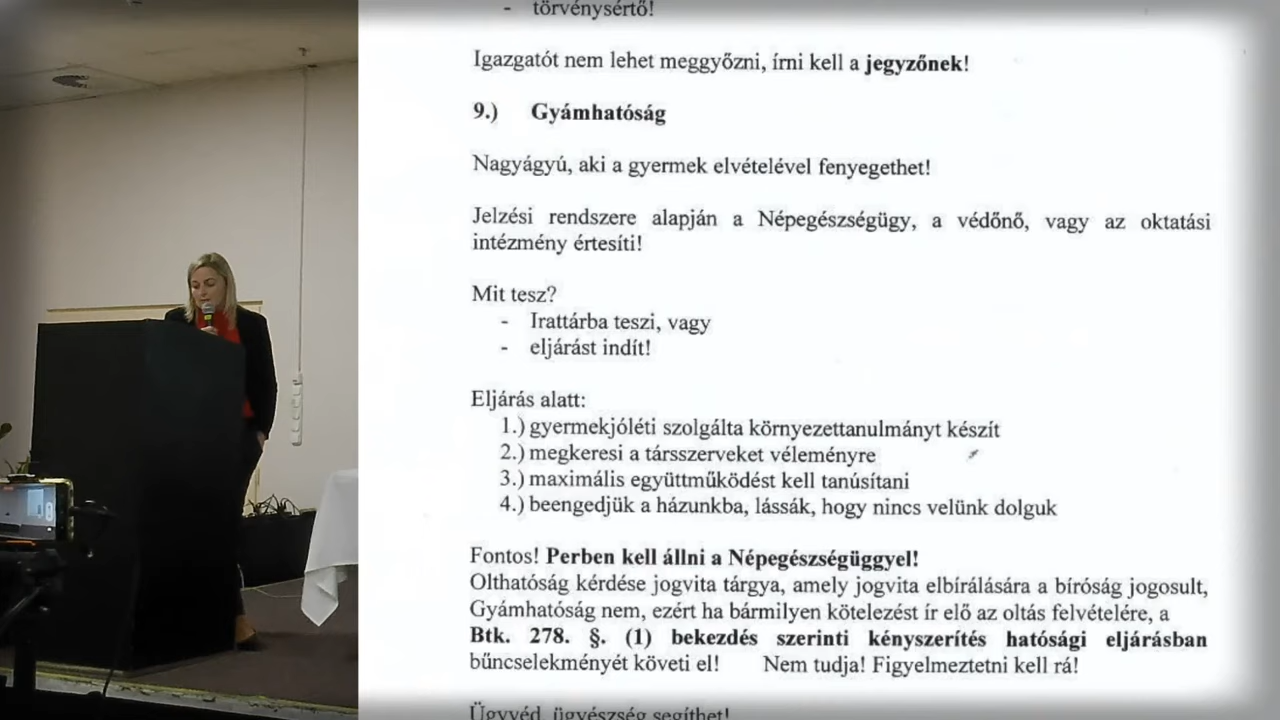 - törvénysértő!
Igazgatót nem lehet meggyőzni, írni kell a jegyzőnek!
9.) Gyámhatóság
Nagyágyú, aki a gyermek elvételével fenyegethet!
Jelzési rendszere alapján a Népegészségügy, a védőnő, vagy az oktatási
intézmény értesíti!
Mit tesz?
- Irattárba teszi, vagy
- eljárást indít!
Eljárás alatt:
1.) gyermekjóléti szolgálta környezettanulmányt készít
2.) megkeresi a társszerveket véleményre
3.) maximális együttműködést kell tanúsítani
4.) beengedjük a házunkba, lássák, hogy nincs velünk dolguk
Fontos! Perben kell állni a Népegészségüggyel!
Olthatóság kérdése jogvita tárgya, amely jogvita elbírálására a bíróság jogosult,
Gyámhatóság nem, ezért ha bármilyen kötelezést ír elő az oltás felvételére, a
Btk. 278. §. (1) bekezdés szerinti kényszerítés hatósági eljárásban
bűncselekményét követi el! Nem tudja! Figyelmeztetni kell rá!
Ügyvéd, ügyészség segíthet!